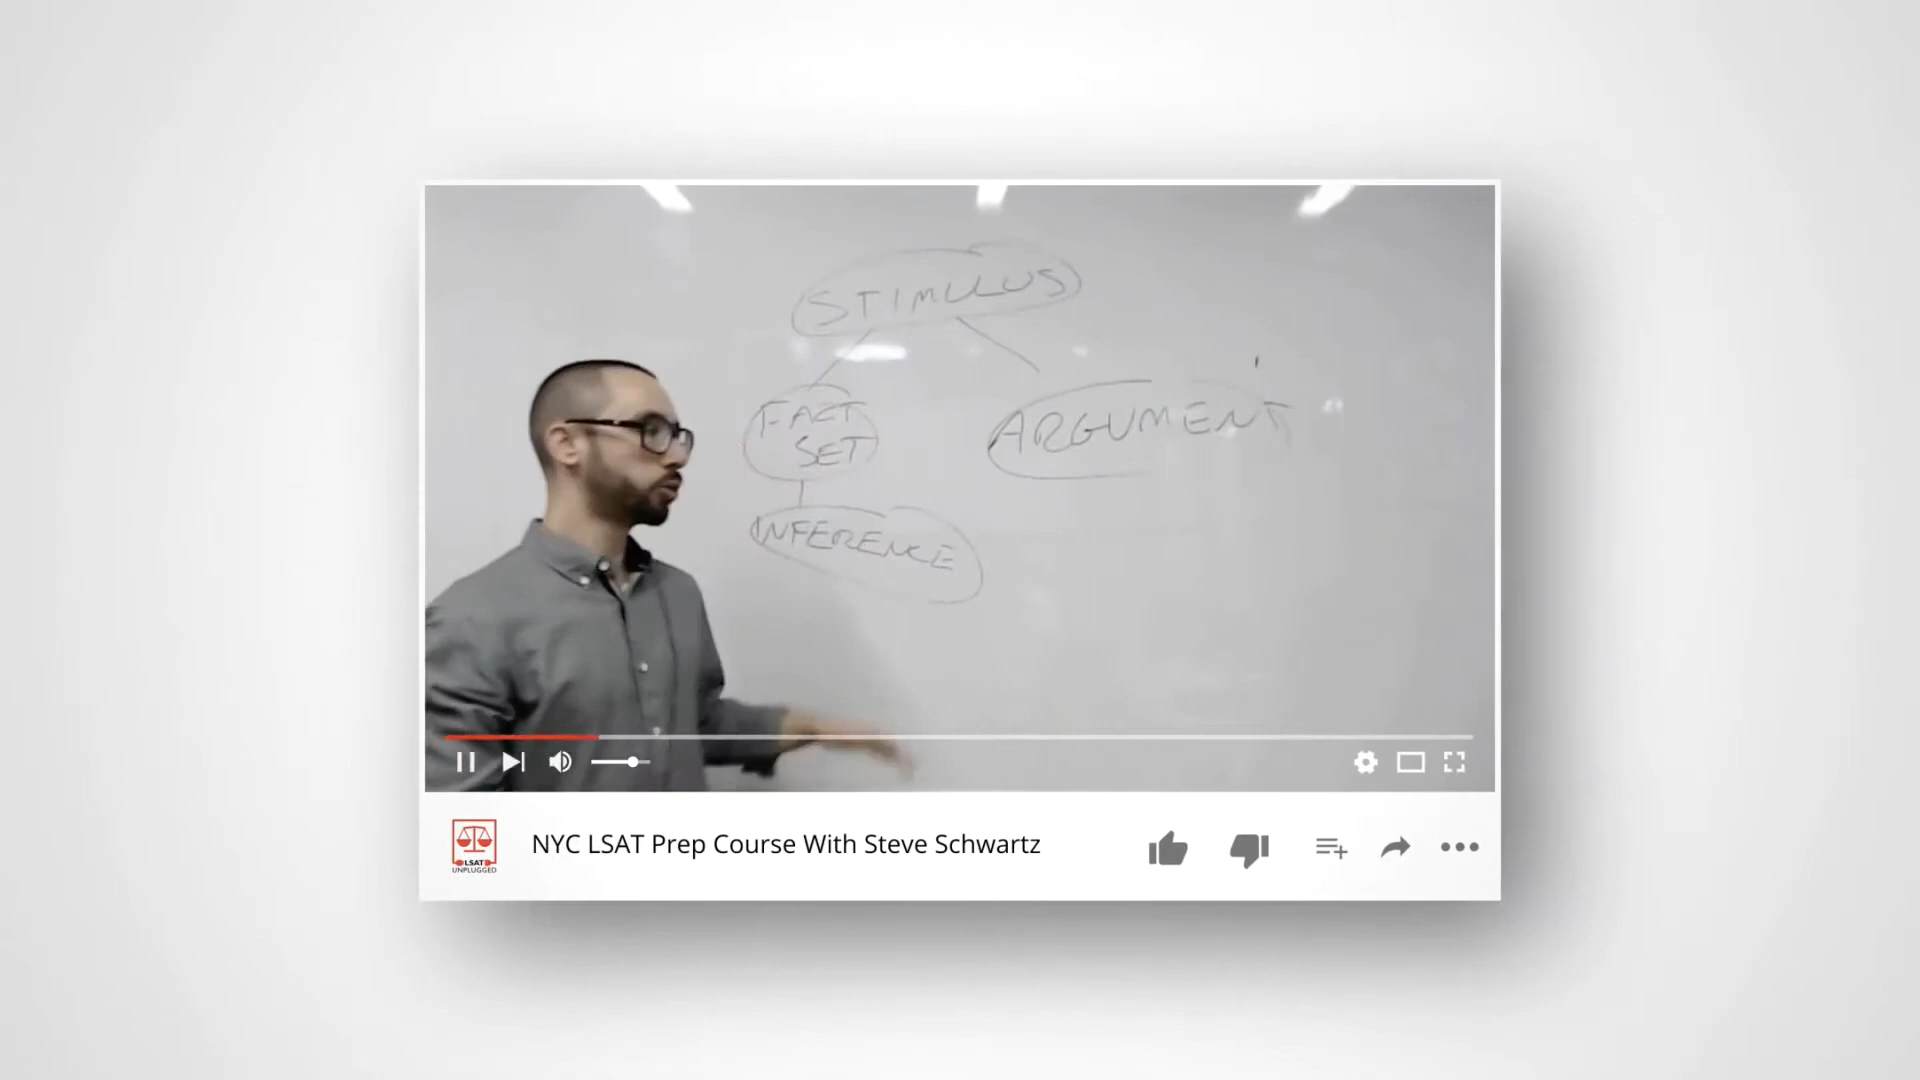 STIMULUS
FACT
SET
ARGUMENT
INFERENCE
LSAT
UNPLUGGED
NYC LSAT Prep Course With Steve Schwartz